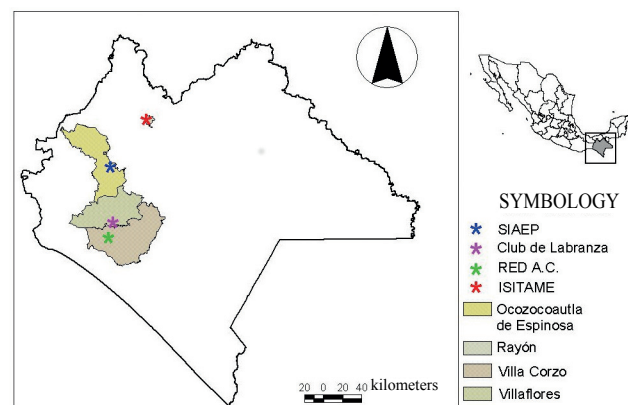 SYMBOLOGY
SIAEP
Club de Labranza
RED A.C.
ISITAME
Ocozocoautla
de Espinosa
Rayón
Villa Corzo
Villaflores
20 0 20 40 kilometers